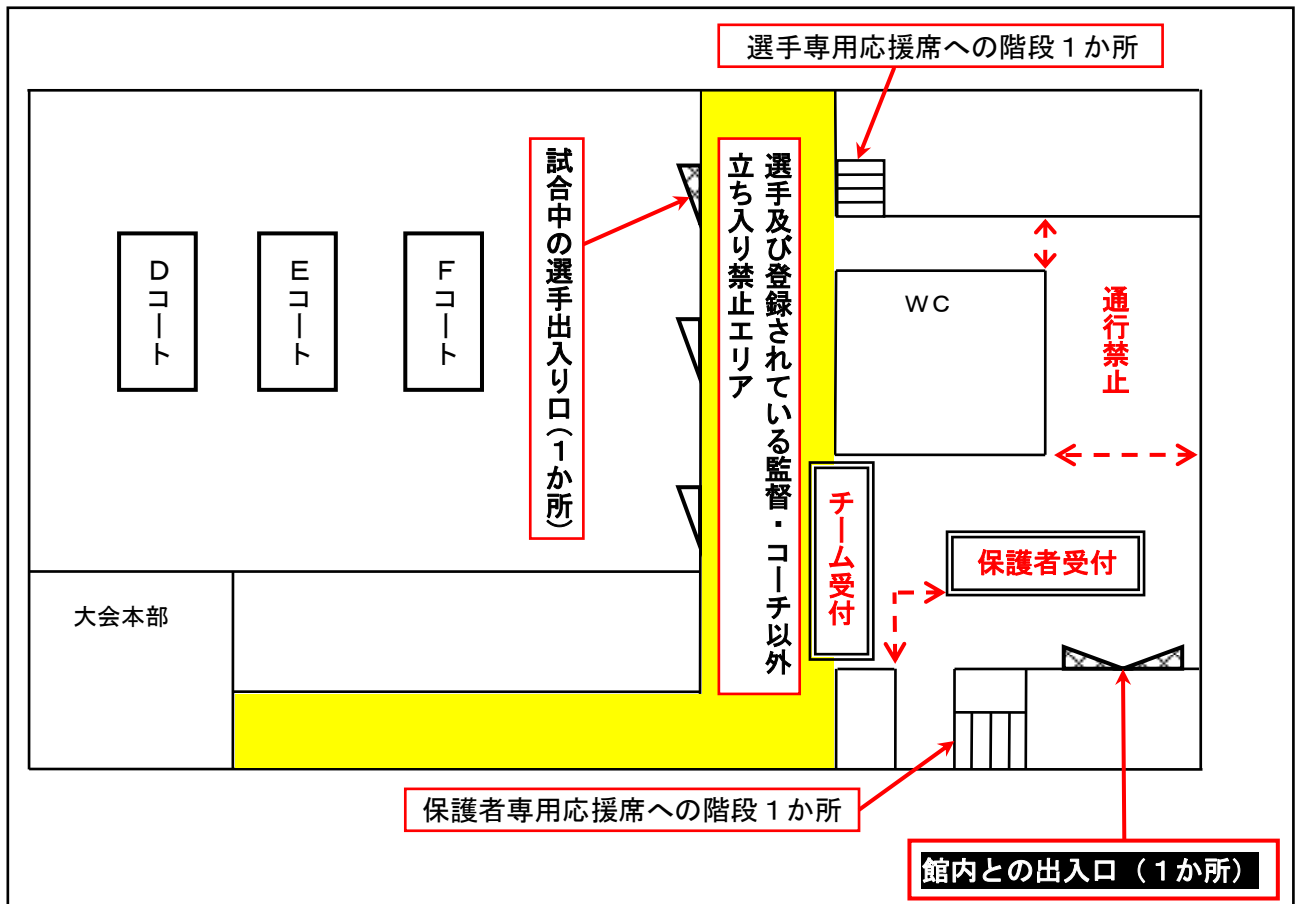 選手専用応援席への階段１か所
試合中の選手出入り口（１か所）
選手及び登録されている監督・コーチ以外
立ち入り禁止エリア
Ｄコート
Ｅコート
Ｆコート
ＷＣ
通行禁止
チーム受付
保護者受付
大会本部
保護者専用応援席への階段１か所
館内との出入口（１か所）